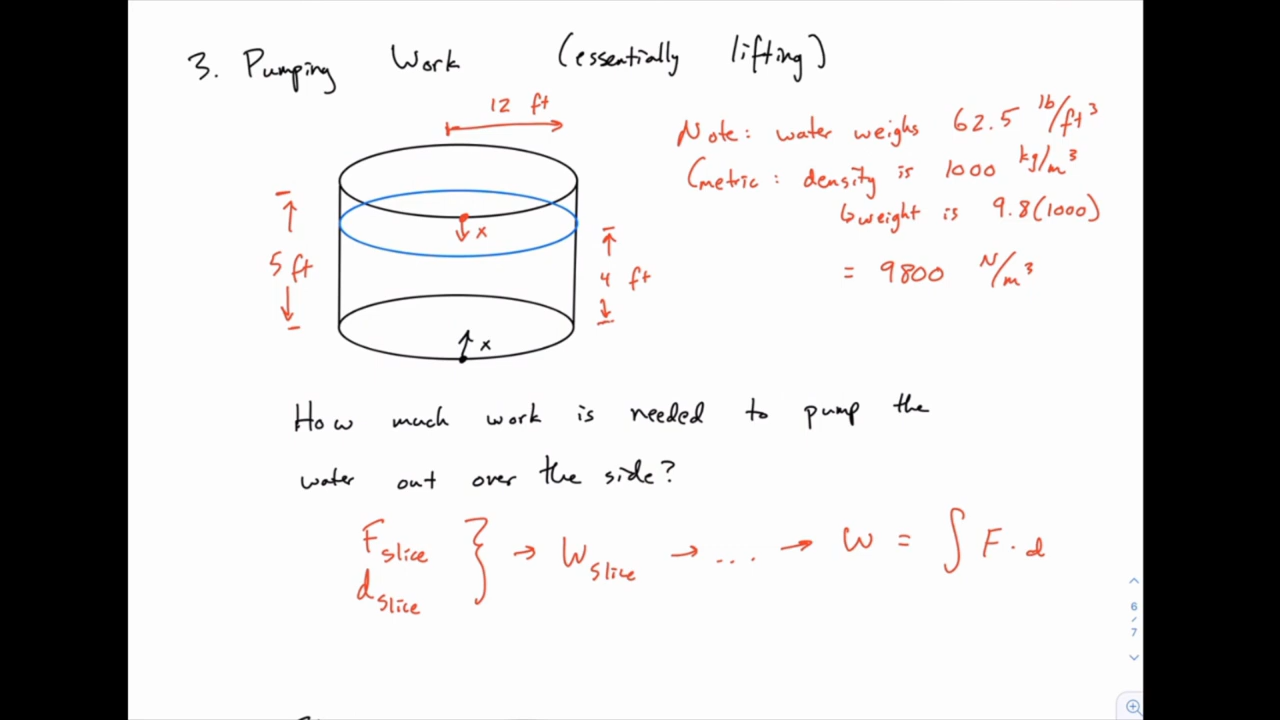 3. Pumping Work (essentially lifting)
12 ft
Note: water weighs 62.5 lb/ft³
(metric: density is 1000 kg/m³
↳weight is 9.8(1000)
= 9800 N/m³
x
5 ft
4 ft
x
How much work is needed to pump the
water out over the side?
F slice
d slice
} → W slice → .... → W = ∫ F · d
6
/
7